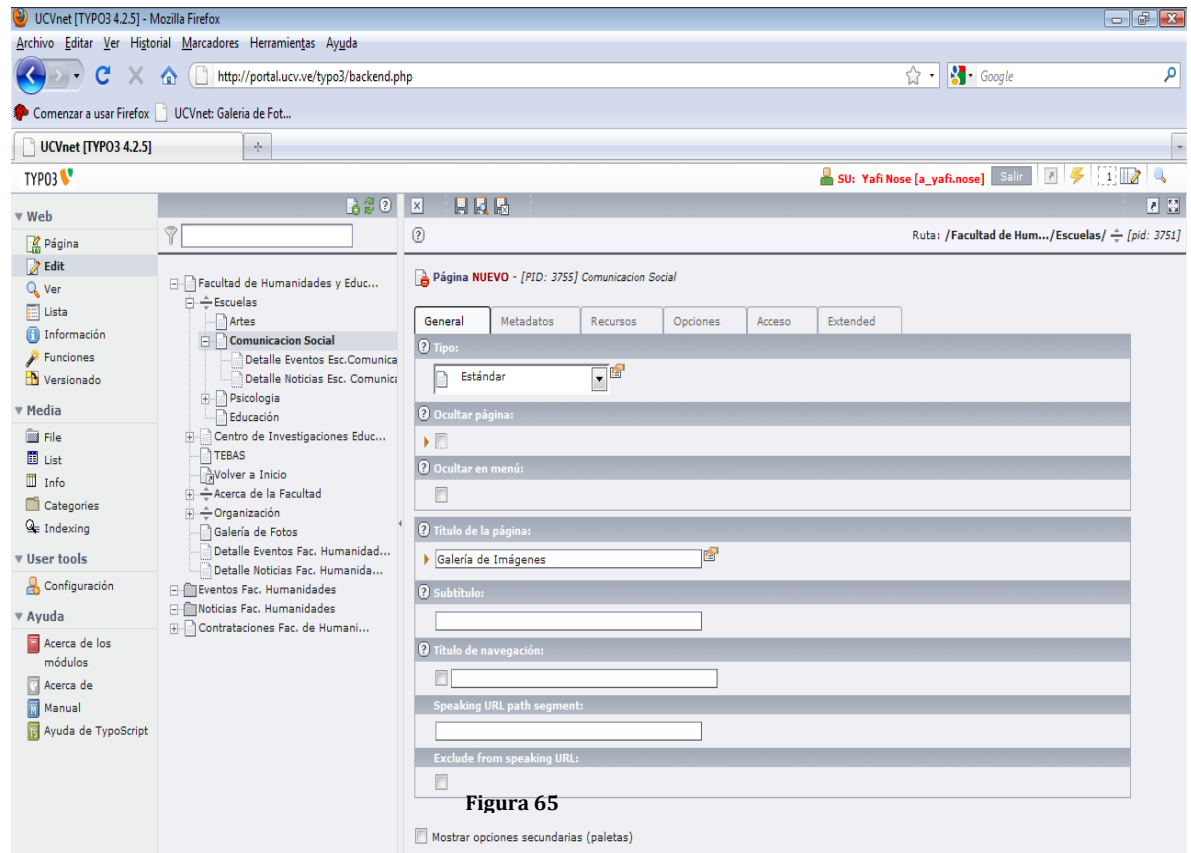 UCVnet [TYPO3 4.2.5] - Mozilla Firefox
Archivo Editar Ver Historial Marcadores Herramientas Ayuda
http://portal.ucv.ve/typo3/backend.php
Google
Comenzar a usar Firefox UCVnet: Galeria de Fot...
UCVnet [TYPO3 4.2.5]
TYPO3
SU: Yafi Nose [a_yafi.nose] Salir
Web
Página
Edit
Ver
Lista
Información
Funciones
Versionado
Media
File
List
Info
Categories
Indexing
User tools
Configuración
Ayuda
Acerca de los
módulos
Acerca de
Manual
Ayuda de TypoScript
Facultad de Humanidades y Educ...
Escuelas
Artes
Comunicacion Social
Detalle Eventos Esc.Comunica
Detalle Noticias Esc. Comunica
Psicologia
Educación
Centro de Investigaciones Educ...
TEBAS
Volver a Inicio
Acerca de la Facultad
Organización
Galería de Fotos
Detalle Eventos Fac. Humanidad...
Detalle Noticias Fac. Humanida...
Eventos Fac. Humanidades
Noticias Fac. Humanidades
Contrataciones Fac. de Humani...
Ruta: /Facultad de Hum.../Escuelas/ [pid: 3751]
Página NUEVO - [PID: 3755] Comunicacion Social
General Metadatos Recursos Opciones Acceso Extended
Tipo:
Estándar
Ocultar página:
Ocultar en menú:
Título de la página:
Galería de Imágenes
Subtítulo:
Título de navegación:
Speaking URL path segment:
Exclude from speaking URL:
Figura 65
Mostrar opciones secundarias (paletas)